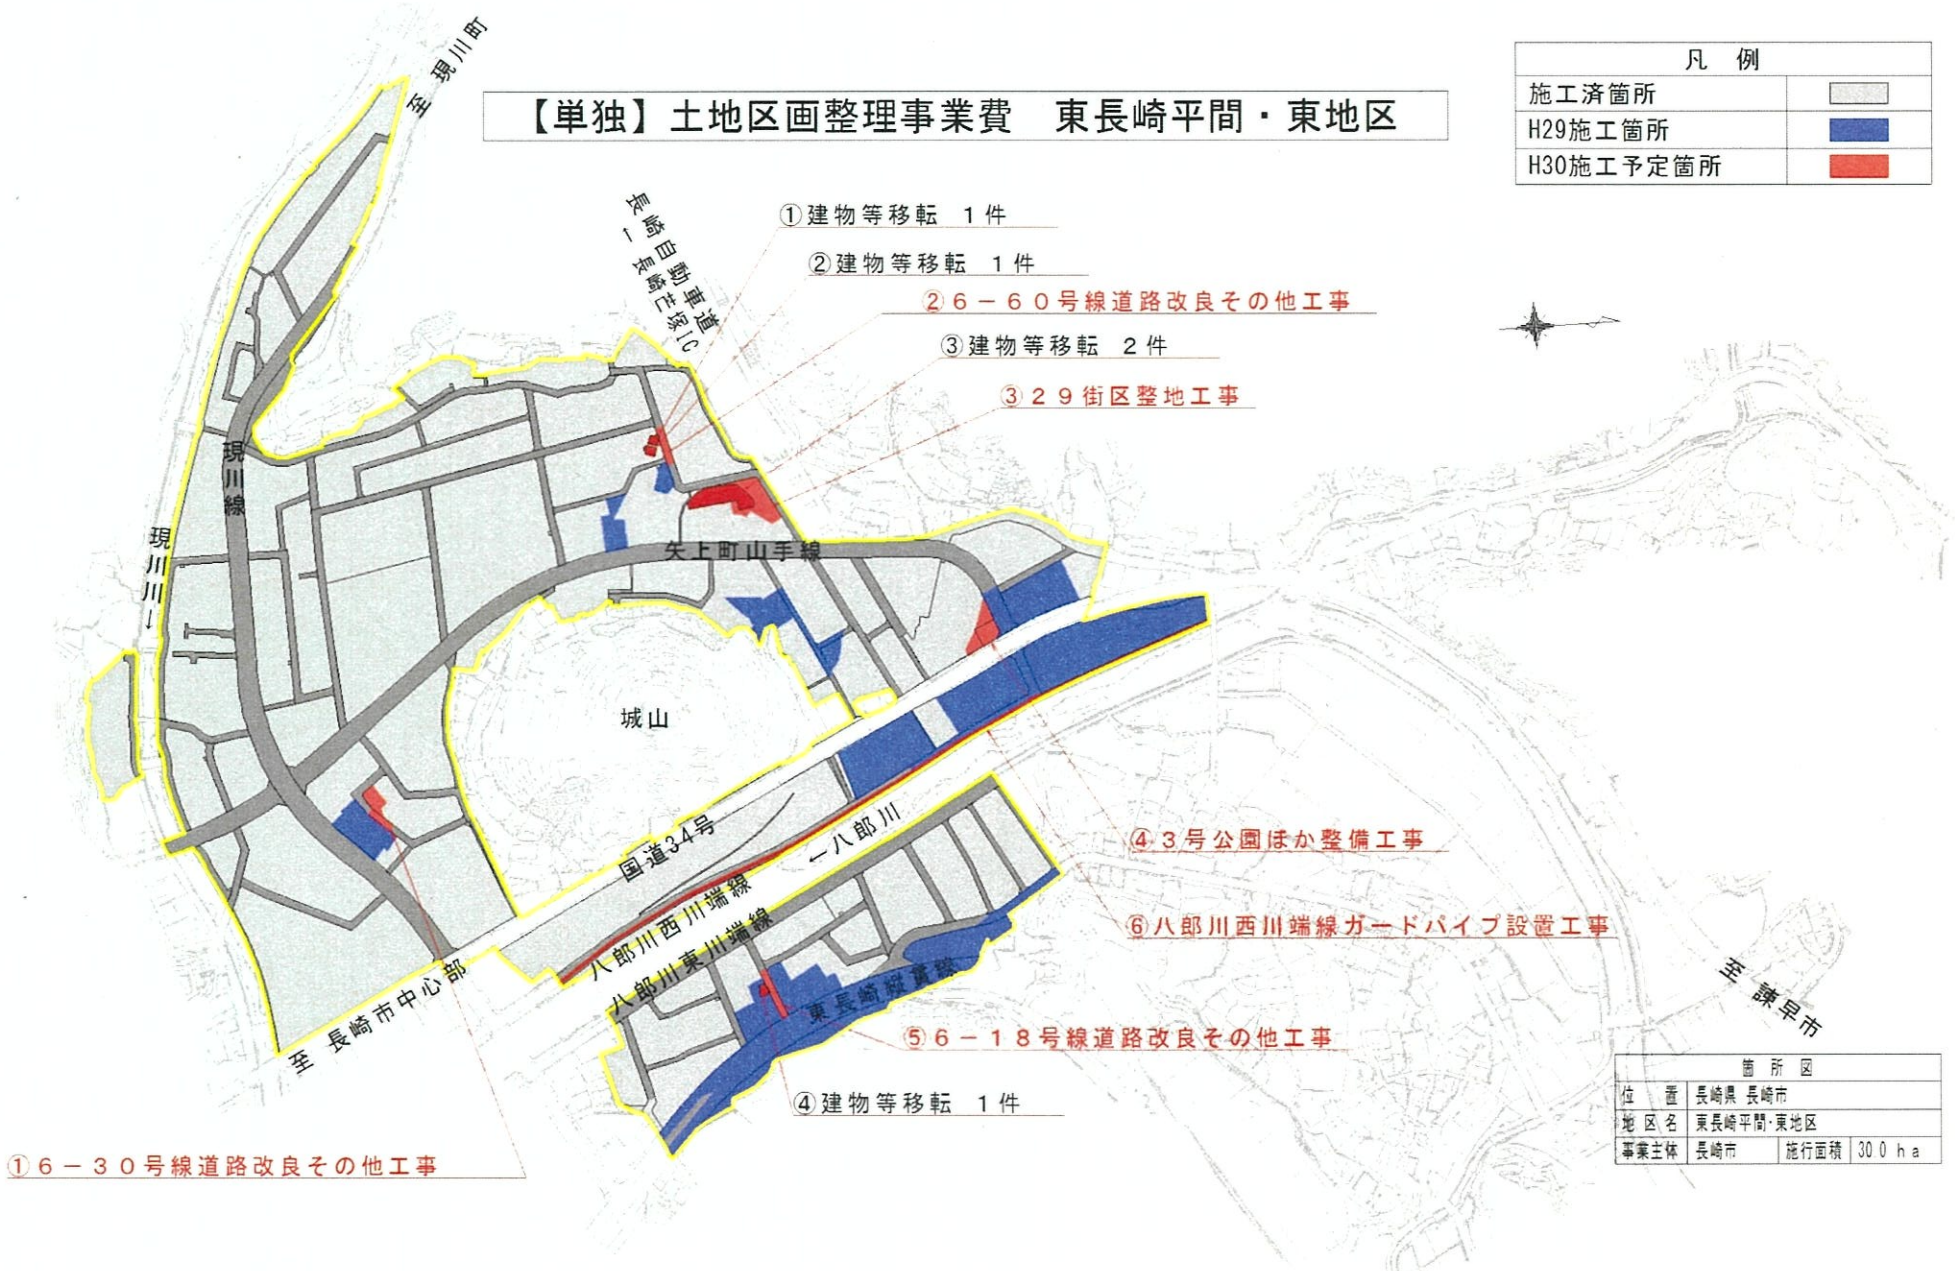 至 現川町
【単独】土地区画整理事業費 東長崎平間・東地区
凡 例
施工済箇所
H29施工箇所
H30施工予定箇所
長崎自動車道
←長崎芒塚IC
①建物等移転 1件
②建物等移転 1件
②6-60号線道路改良その他工事
③建物等移転 2件
③29街区整地工事
現川線
現川川→
矢上町山手線
城山
国道34号
←八郎川
八郎川西川端線
八郎川東川端線
東長崎縦貫線
④3号公園ほか整備工事
⑥八郎川西川端線ガードパイプ設置工事
至 諫早市
至 長崎市中心部
⑤6-18号線道路改良その他工事
④建物等移転 1件
①6-30号線道路改良その他工事
箇所図
位 置 長崎県 長崎市
地区名 東長崎平間・東地区
事業主体 長崎市 施行面積